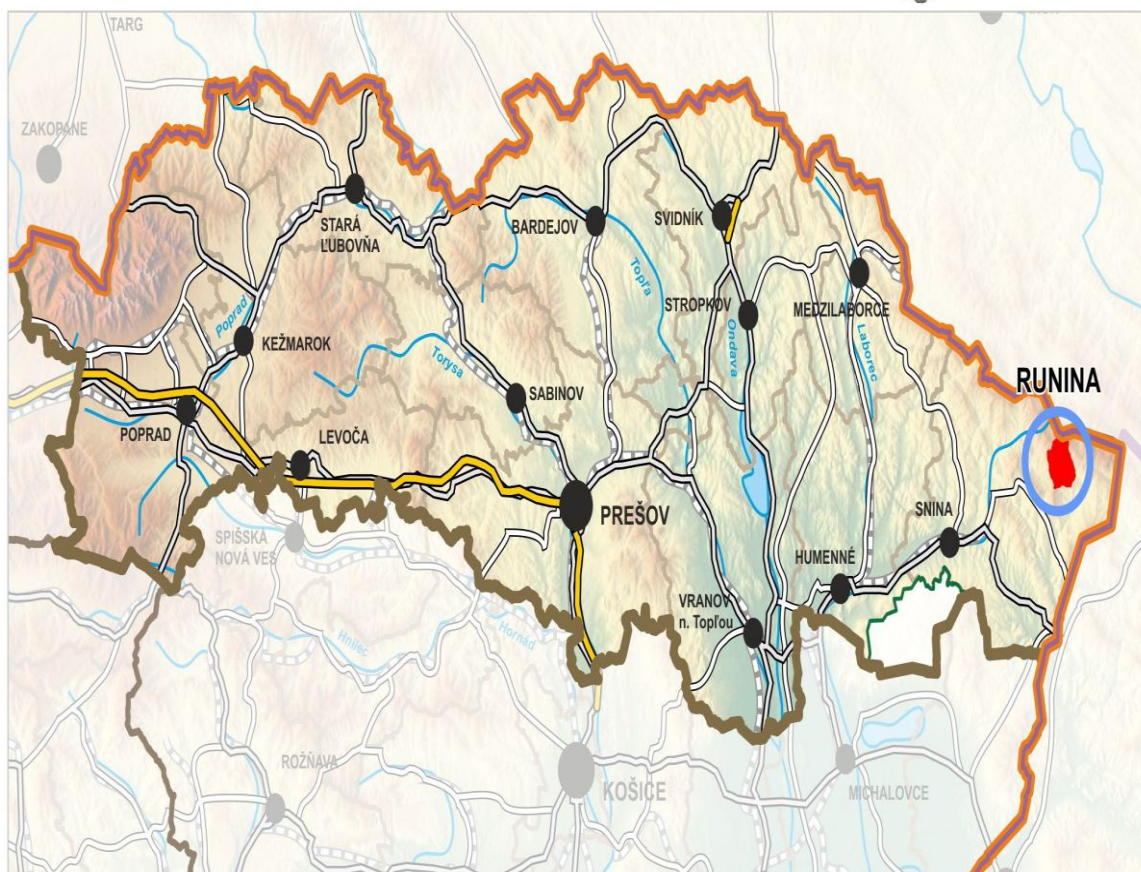 TARG
ZAKOPANE
STARÁ
ĽUBOVŇA
BARDEJOV
SVIDNÍK
Topľa
STROPKOV
MEDZILABORCE
Poprad
KEŽMAROK
Torysa
Ondava
Laborec
RUNINA
SABINOV
POPRAD
LEVOČA
PREŠOV
SNINA
SPIŠSKÁ
NOVÁ VES
HUMENNÉ
VRANOV
n. Topľou
Hnilec
Hornád
ROŽŇAVA
KOŠICE
MICHALOVCE